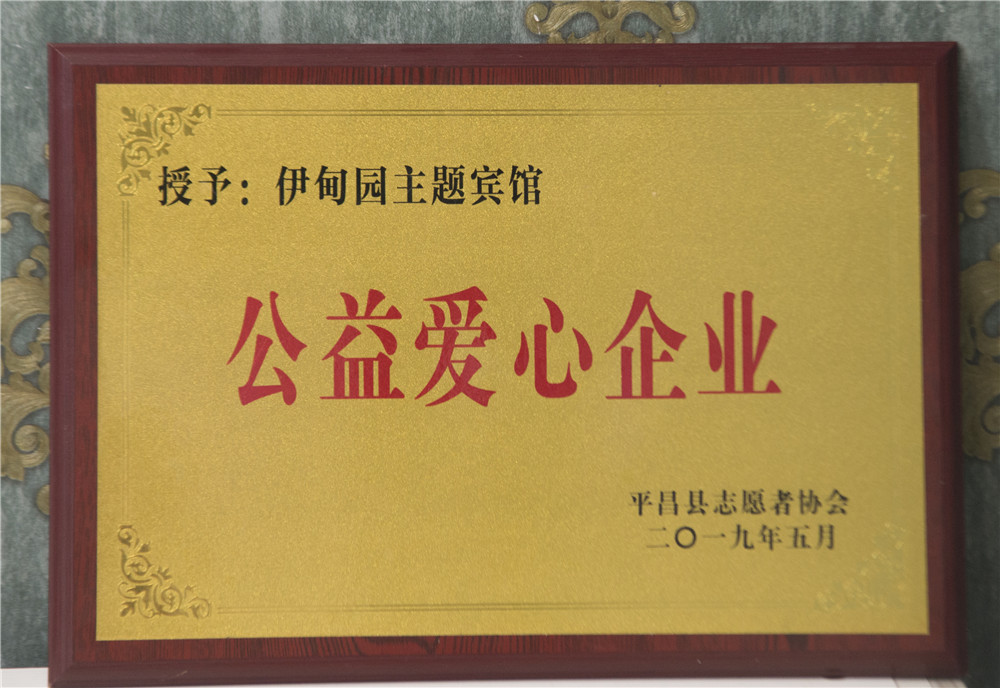 授予：伊甸园主题宾馆
公益爱心企业
平昌县志愿者协会
二〇一九年五月